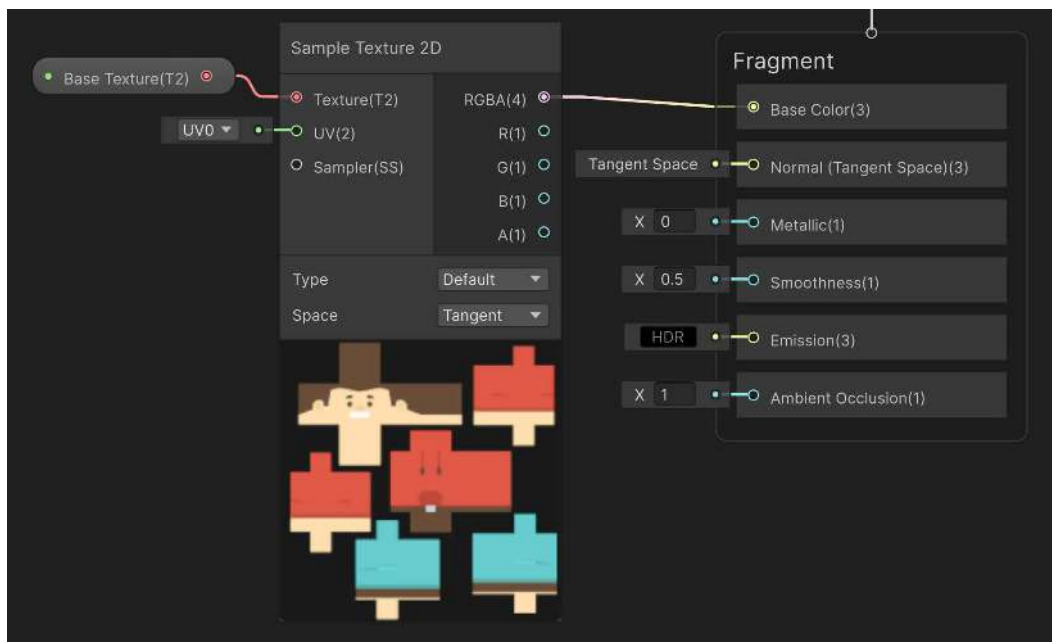 Base Texture(T2)
Sample Texture 2D
Texture(T2)
RGBA(4)
UV0
UV(2)
R(1)
Sampler(SS)
G(1)
B(1)
A(1)
Type
Default
Space
Tangent
Fragment
Base Color(3)
Tangent Space
Normal (Tangent Space)(3)
X 0
Metallic(1)
X 0.5
Smoothness(1)
HDR
Emission(3)
X 1
Ambient Occlusion(1)